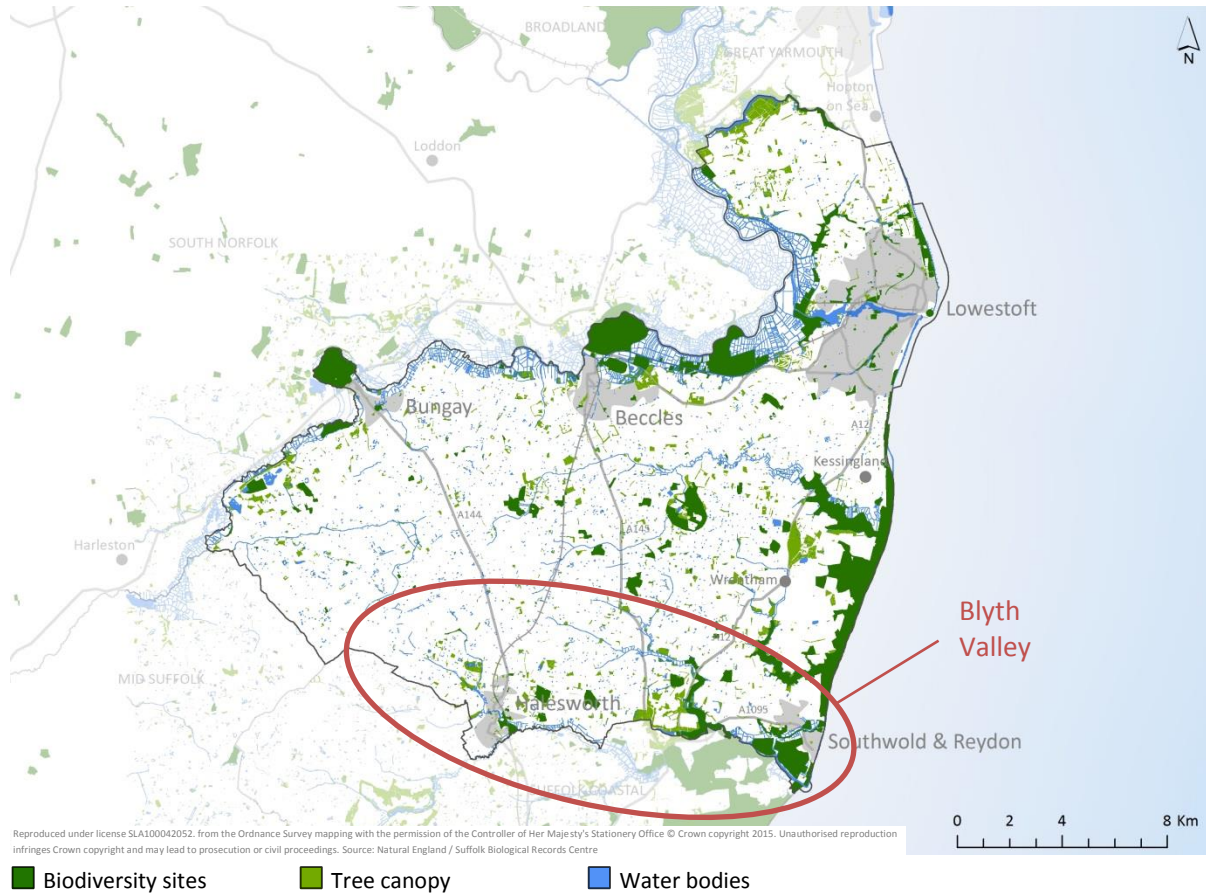 BROADLAND
GREAT YARMOUTH
N
Hopton
on Sea
Loddon
SOUTH NORFOLK
Lowestoft
Bungay
Beccles
A12
Kessingland
A144
A145
Harleston
Wrentham
Blyth
Valley
A12
MID SUFFOLK
Halesworth
A1095
Southwold & Reydon
SUFFOLK COASTAL
0 2 4 8 Km
Reproduced under license SLA100042052. from the Ordnance Survey mapping with the permission of the Controller of Her Majesty's Stationery Office © Crown copyright 2015. Unauthorised reproduction
infringes Crown copyright and may lead to prosecution or civil proceedings. Source: Natural England / Suffolk Biological Records Centre
Biodiversity sites Tree canopy Water bodies